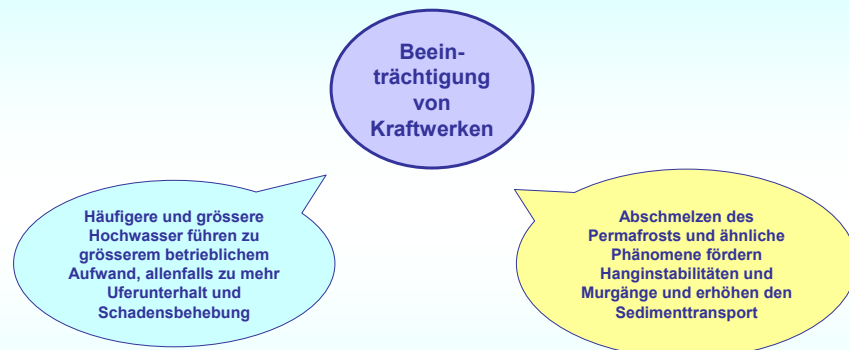 Beein-
trächtigung
von
Kraftwerken
Häufigere und grössere
Hochwasser führen zu
grösserem betrieblichem
Aufwand, allenfalls zu mehr
Uferunterhalt und
Schadensbehebung
Abschmelzen des
Permafrosts und ähnliche
Phänomene fördern
Hanginstabilitäten und
Murgänge und erhöhen den
Sedimenttransport